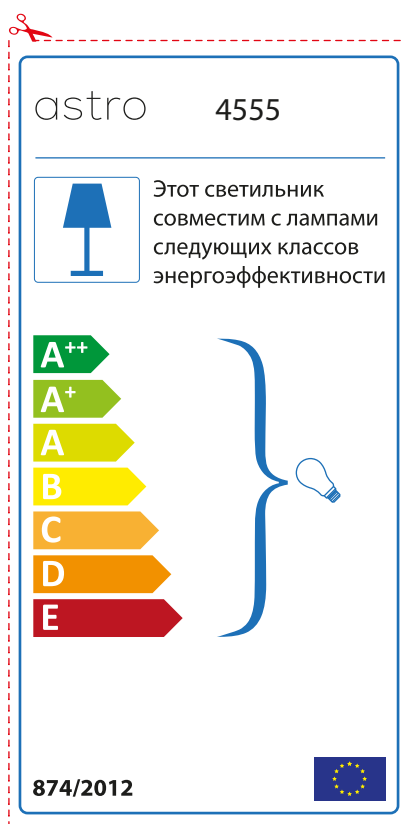 astro 4555
Этот светильник
совместим с лампами
следующих классов
энергоэффективности
A++
A+
A
B
C
D
E
874/2012